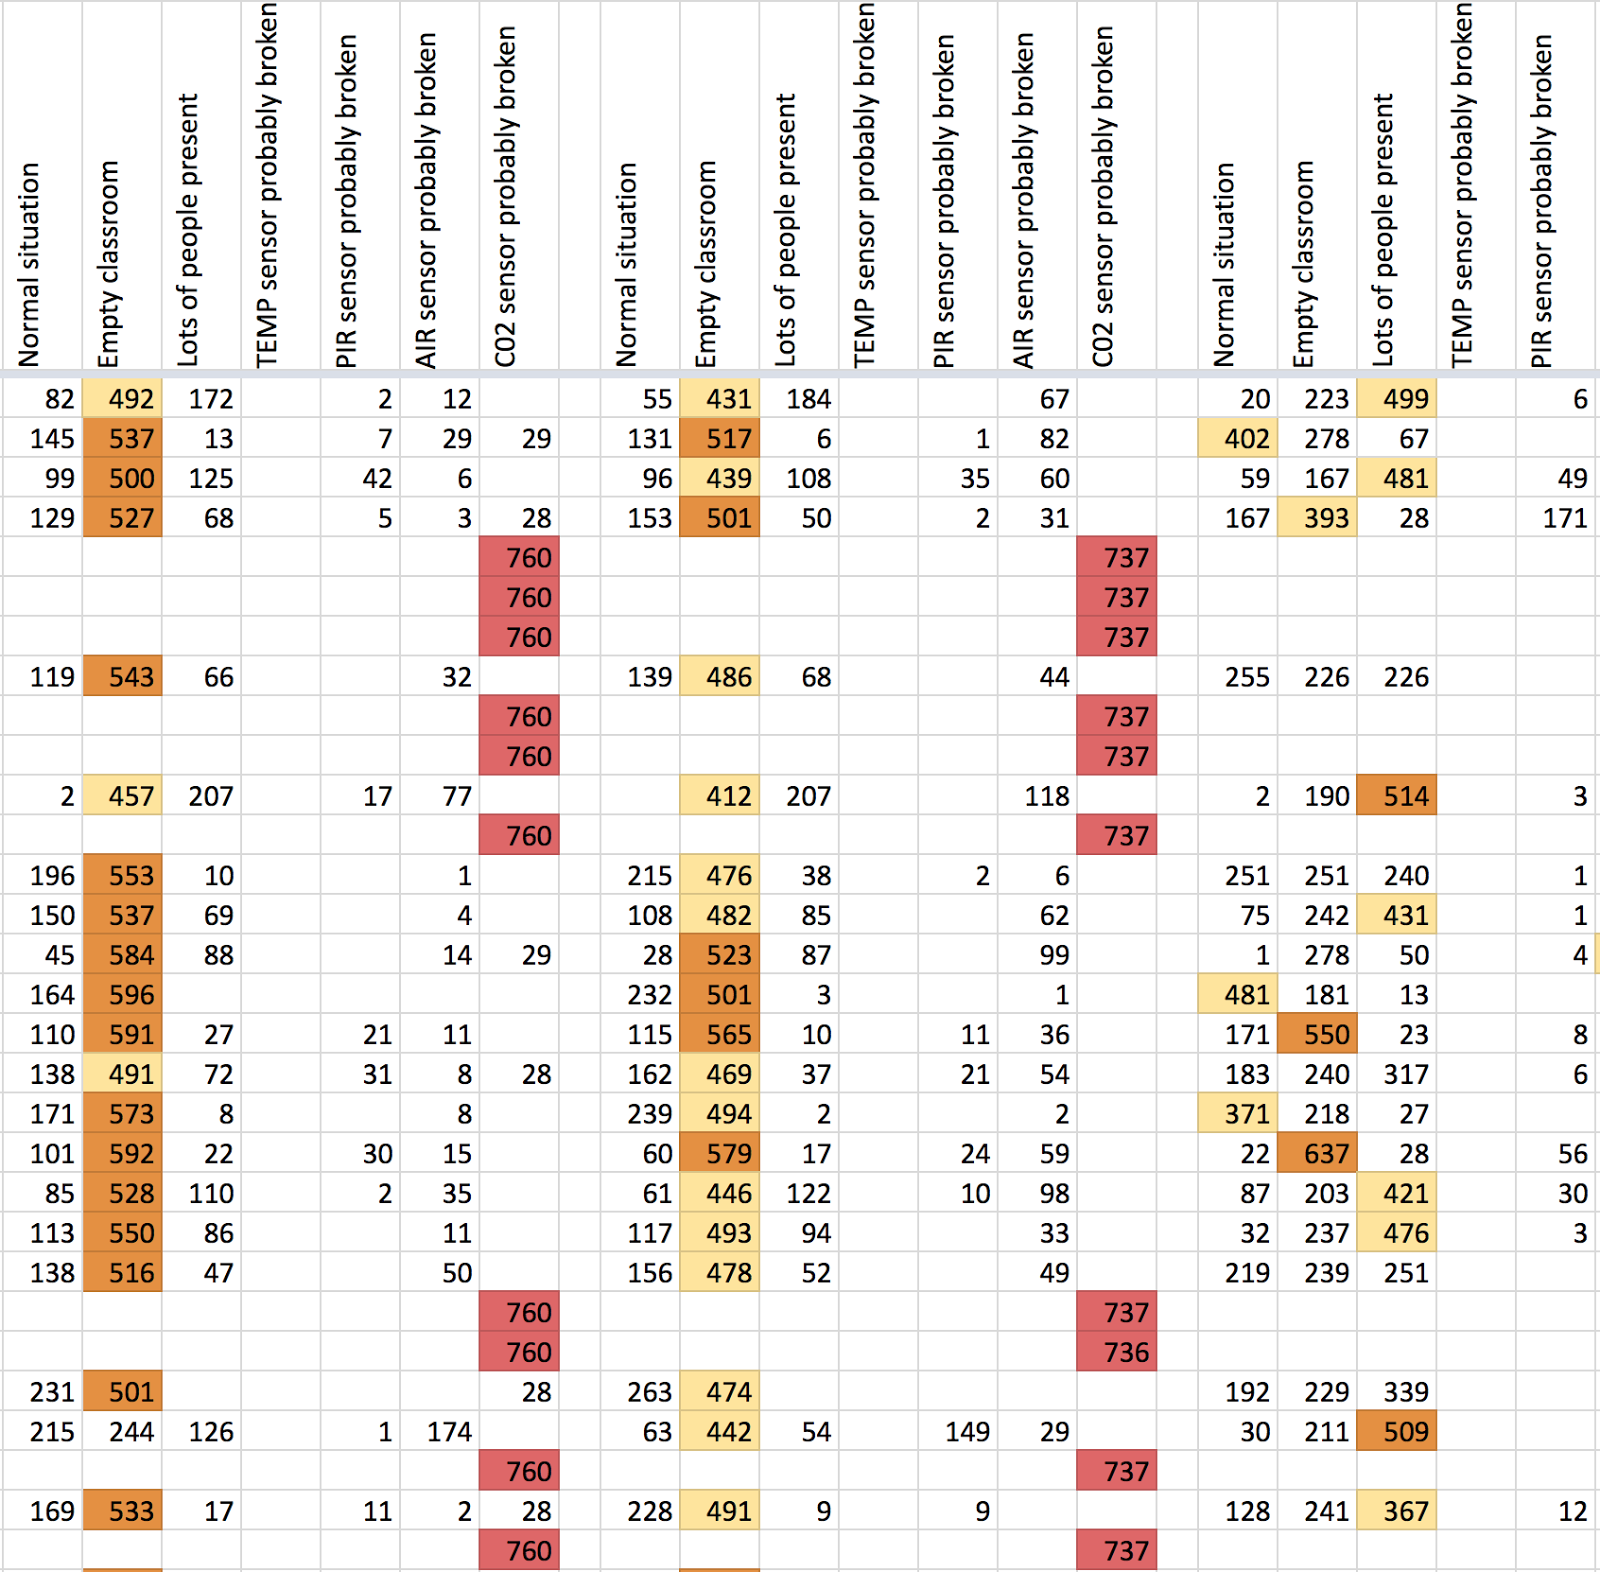 Normal situation Empty classroom Lots of people present TEMP sensor probably broken PIR sensor probably broken AIR sensor probably broken C02 sensor probably broken Normal situation Empty classroom Lots of people present TEMP sensor probably broken PIR sensor probably broken AIR sensor probably broken C02 sensor probably broken Normal situation Empty classroom Lots of people present TEMP sensor probably broken PIR sensor probably broken
82 492 172 2 12 55 431 184 67 20 223 499 6
145 537 13 7 29 29 131 517 6 1 82 402 278 67
99 500 125 42 6 96 439 108 35 60 59 167 481 49
129 527 68 5 3 28 153 501 50 2 31 167 393 28 171
760 737
760 737
760 737
119 543 66 32 139 486 68 44 255 226 226
760 737
760 737
2 457 207 17 77 412 207 118 2 190 514 3
760 737
196 553 10 1 215 476 38 2 6 251 251 240 1
150 537 69 4 108 482 85 62 75 242 431 1
45 584 88 14 29 28 523 87 99 1 278 50 4
164 596 232 501 3 1 481 181 13
110 591 27 21 11 115 565 10 11 36 171 550 23 8
138 491 72 31 8 28 162 469 37 21 54 183 240 317 6
171 573 8 8 239 494 2 2 371 218 27
101 592 22 30 15 60 579 17 24 59 22 637 28 56
85 528 110 2 35 61 446 122 10 98 87 203 421 30
113 550 86 11 117 493 94 33 32 237 476 3
138 516 47 50 156 478 52 49 219 239 251
760 737
760 736
231 501 28 263 474 192 229 339
215 244 126 1 174 63 442 54 149 29 30 211 509
760 737
169 533 17 11 2 28 228 491 9 9 128 241 367 12
760 737